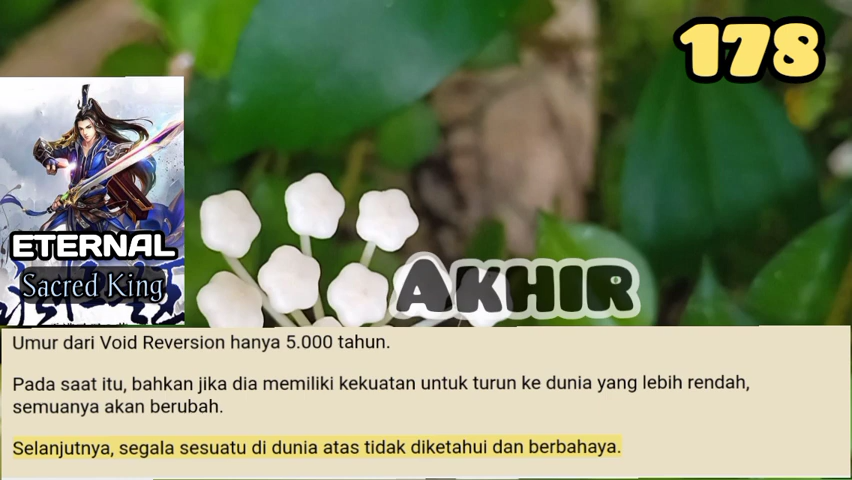 178
ETERNAL
Sacred King
AKHIR
Umur dari Void Reversion hanya 5.000 tahun.
Pada saat itu, bahkan jika dia memiliki kekuatan untuk turun ke dunia yang lebih rendah,
semuanya akan berubah.
Selanjutnya, segala sesuatu di dunia atas tidak diketahui dan berbahaya.